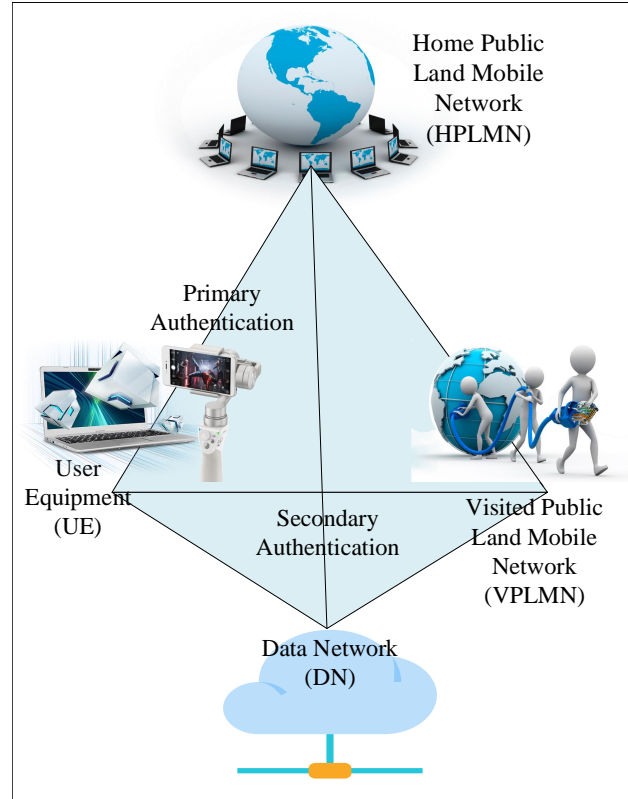 Home Public
Land Mobile
Network
(HPLMN)
Primary
Authentication
User
Equipment
(UE)
Secondary
Authentication
Visited Public
Land Mobile
Network
(VPLMN)
Data Network
(DN)